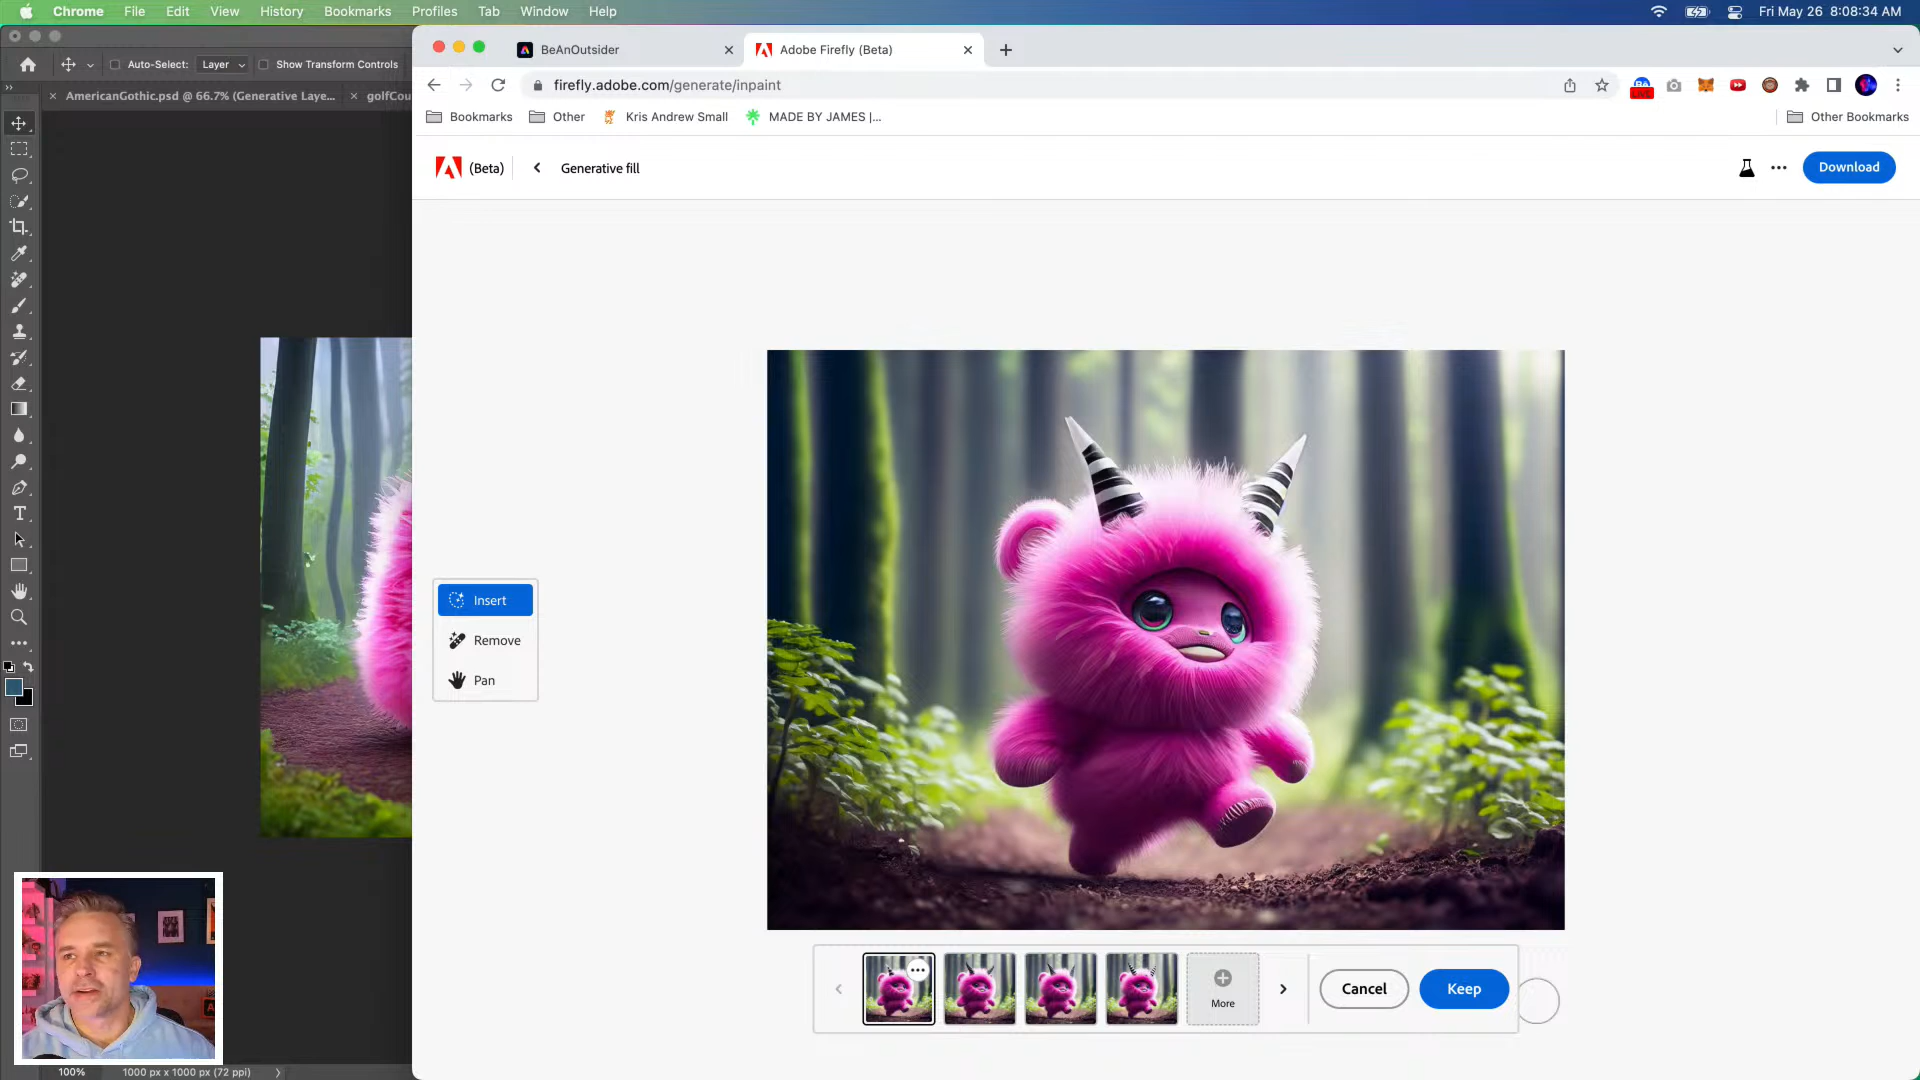 Chrome File Edit View History Bookmarks Profiles Tab Window Help Fri May 26 8:08:34 AM
Auto-Select: Layer Show Transform Controls
BeAnOutsider Adobe Firefly (Beta)
AmericanGothic.psd @ 66.7% (Generative Laye... golfCou
firefly.adobe.com/generate/inpaint
LIVE
Bookmarks Other Kris Andrew Small MADE BY JAMES |... Other Bookmarks
(Beta) Generative fill Download
Insert
Remove
Pan
More Cancel Keep
100% 1000 px x 1000 px (72 ppi)